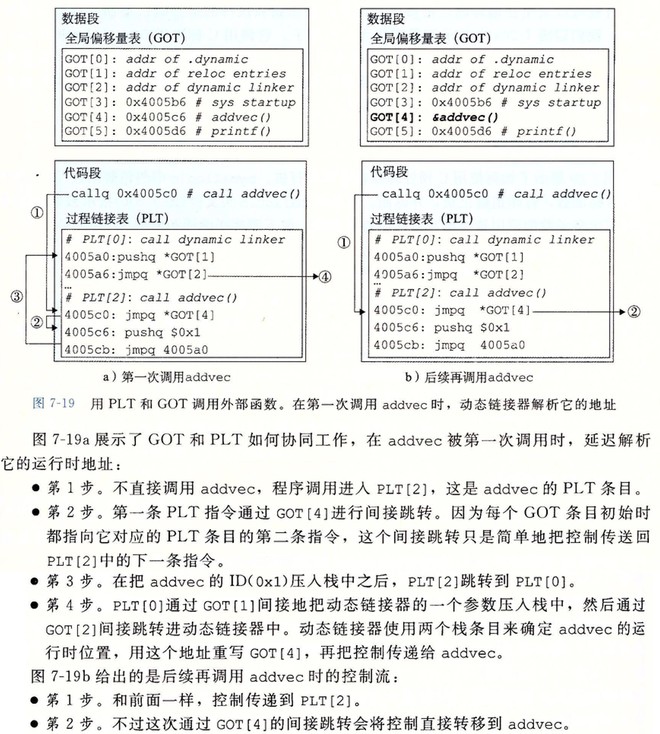 数据段
全局偏移量表（GOT）
GOT[0]: addr of .dynamic
GOT[1]: addr of reloc entries
GOT[2]: addr of dynamic linker
GOT[3]: 0x4005b6 # sys startup
GOT[4]: 0x4005c6 # addvec()
GOT[5]: 0x4005d6 # printf()
代码段
callq 0x4005c0 # call addvec()
①
过程链接表（PLT）
# PLT[0]: call dynamic linker
4005a0:pushq *GOT[1]
4005a6:jmpq *GOT[2]
④
…
③
# PLT[2]: call addvec()
4005c0: jmpq *GOT[4]
②
4005c6: pushq $0x1
4005cb: jmpq 4005a0
a）第一次调用addvec
数据段
全局偏移量表（GOT）
GOT[0]: addr of .dynamic
GOT[1]: addr of reloc entries
GOT[2]: addr of dynamic linker
GOT[3]: 0x4005b6 # sys startup
GOT[4]: &addvec()
GOT[5]: 0x4005d6 # printf()
代码段
callq 0x4005c0 # call addvec()
过程链接表（PLT）
①
# PLT[0]: call dynamic linker
4005a0:pushq *GOT[1]
4005a6:jmpq *GOT[2]
…
# PLT[2]: call addvec()
4005c0: jmpq *GOT[4]
②
4005c6: pushq $0x1
4005cb: jmpq 4005a0
b）后续再调用addvec
图 7-19 用 PLT 和 GOT 调用外部函数。在第一次调用 addvec 时，动态链接器解析它的地址
图 7-19a 展示了 GOT 和 PLT 如何协同工作，在 addvec 被第一次调用时，延迟解析
它的运行时地址：
● 第 1 步。不直接调用 addvec，程序调用进入 PLT[2]，这是 addvec 的 PLT 条目。
● 第 2 步。第一条 PLT 指令通过 GOT[4]进行间接跳转。因为每个 GOT 条目初始时
都指向它对应的 PLT 条目的第二条指令，这个间接跳转只是简单地把控制传送回
PLT[2]中的下一条指令。
● 第 3 步。在把 addvec 的 ID(0x1)压入栈中之后，PLT[2]跳转到 PLT[0]。
● 第 4 步。PLT[0]通过 GOT[1]间接地把动态链接器的一个参数压入栈中，然后通过
GOT[2]间接跳转进动态链接器中。动态链接器使用两个栈条目来确定 addvec 的运
行时位置，用这个地址重写 GOT[4]，再把控制传递给 addvec。
图 7-19b 给出的是后续再调用 addvec 时的控制流：
● 第 1 步。和前面一样，控制传递到 PLT[2]。
● 第 2 步。不过这次通过 GOT[4]的间接跳转会将控制直接转移到 addvec。